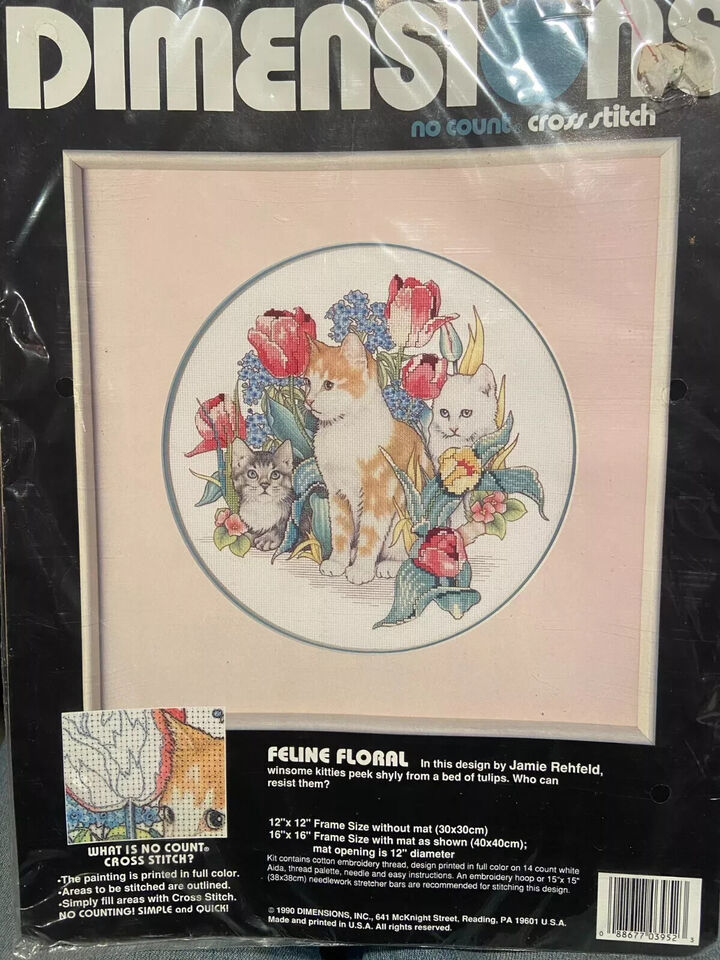 DIMENSIONS
no count® cross stitch
FELINE FLORAL In this design by Jamie Rehfeld,
winsome kitties peek shyly from a bed of tulips. Who can
resist them?
12"x 12" Frame Size without mat (30x30cm)
16"x 16" Frame Size with mat as shown (40x40cm);
mat opening is 12" diameter
Kit contains cotton embroidery thread, design printed in full color on 14 count white
Aida, thread palette, needle and easy instructions. An embroidery hoop or 15"x 15"
(38x38cm) needlework stretcher bars are recommended for stitching this design.
© 1990 DIMENSIONS, INC., 641 McKnight Street, Reading, PA 19601 U.S.A.
Made and printed in U.S.A. All rights reserved.
WHAT IS NO COUNT®
CROSS STITCH?
•The painting is printed in full color.
•Areas to be stitched are outlined.
•Simply fill areas with Cross Stitch.
NO COUNTING! SIMPLE and QUICK!
0 88677 03952 3